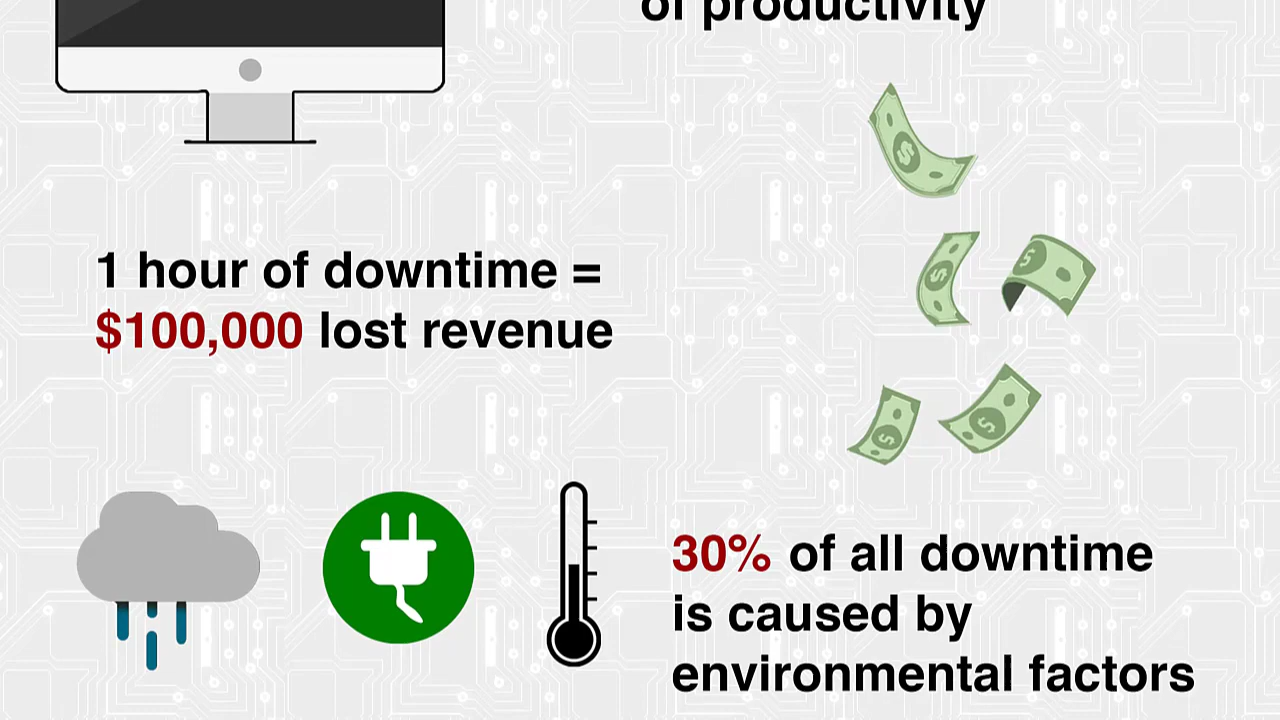 of productivity
1 hour of downtime =
$100,000 lost revenue
30% of all downtime
is caused by
environmental factors